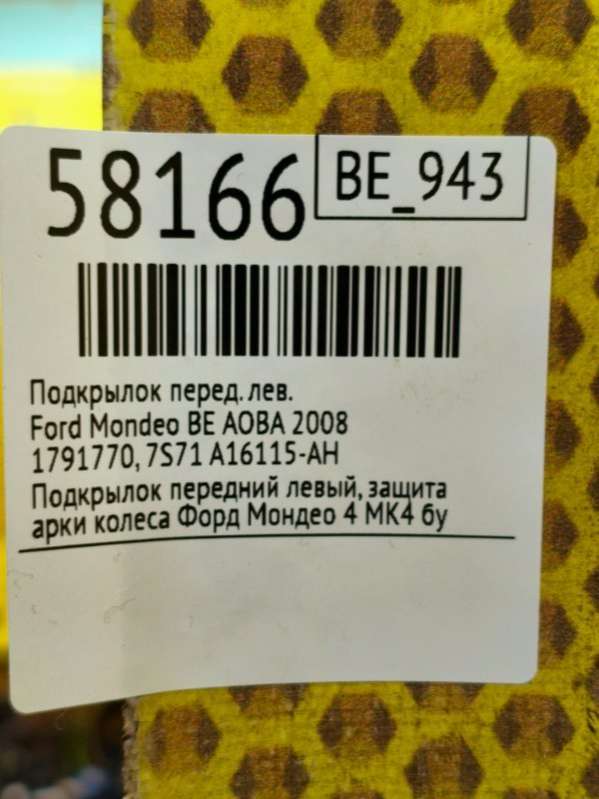 58166
BE_943
Подкрылок перед. лев.
Ford Mondeo BE AOBA 2008
1791770, 7S71 A16115-AH
Подкрылок передний левый, защита
арки колеса Форд Мондео 4 МК4 бу